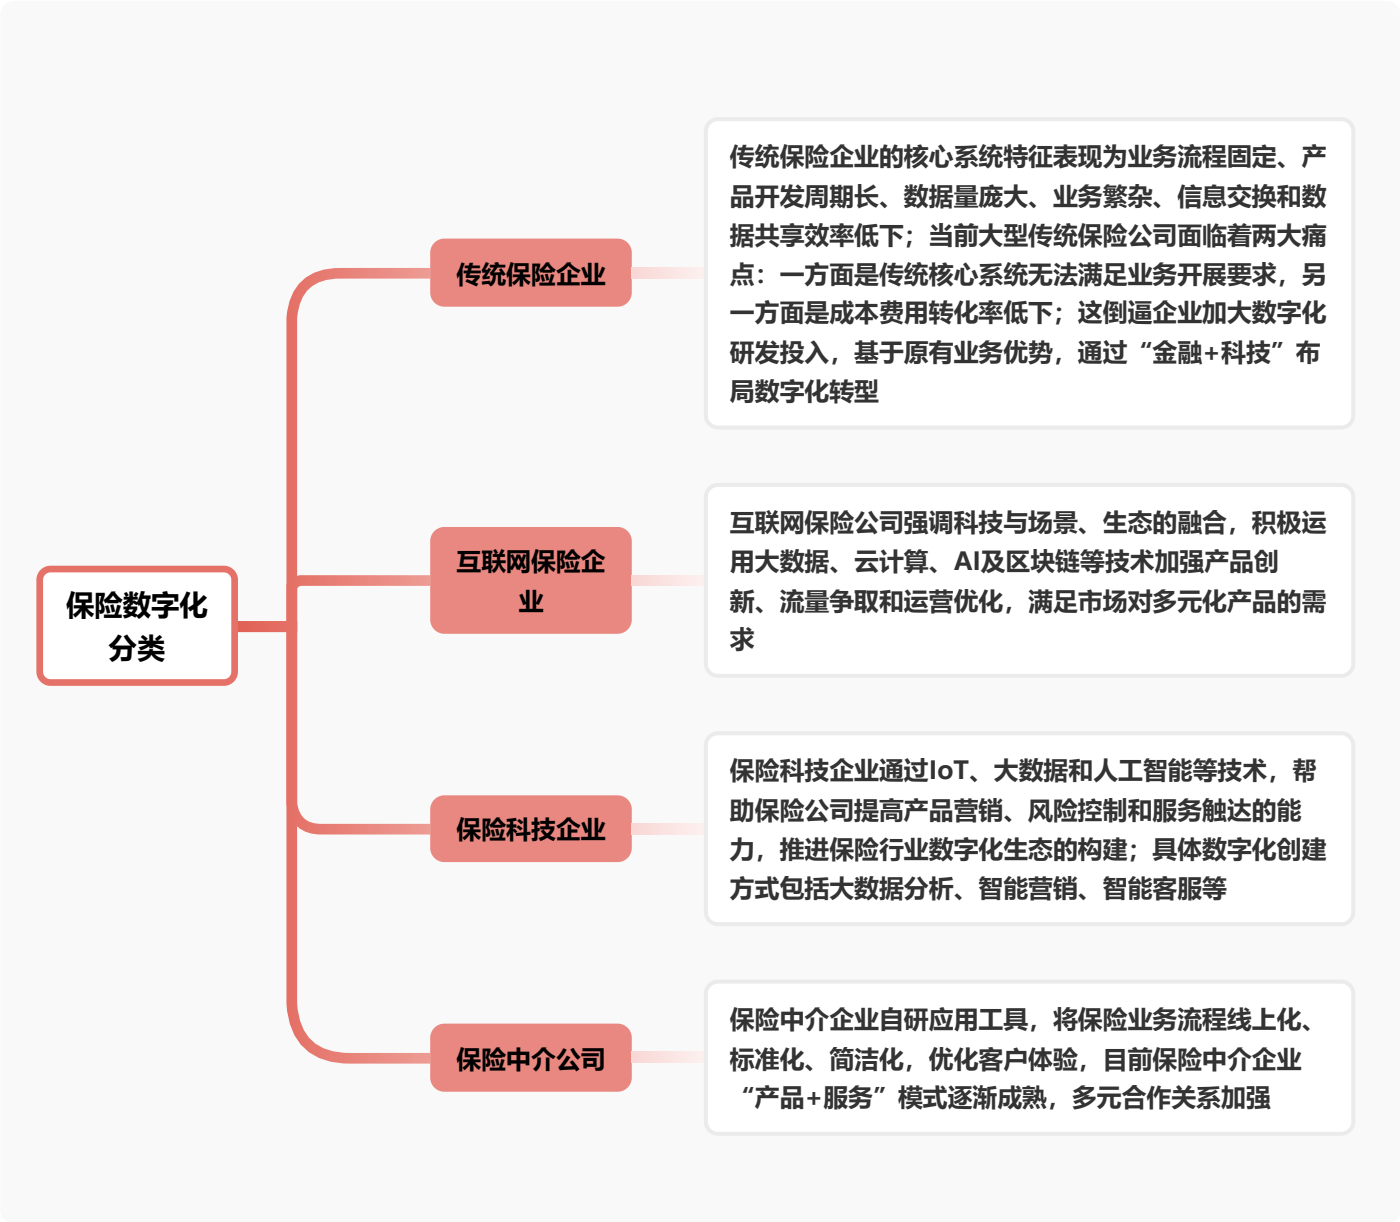 保险数字化
分类
传统保险企业
传统保险企业的核心系统特征表现为业务流程固定、产
品开发周期长、数据量庞大、业务繁杂、信息交换和数
据共享效率低下；当前大型传统保险公司面临着两大痛
点：一方面是传统核心系统无法满足业务开展要求，另
一方面是成本费用转化率低下；这倒逼企业加大数字化
研发投入，基于原有业务优势，通过“金融+科技”布
局数字化转型
互联网保险企
业
互联网保险公司强调科技与场景、生态的融合，积极运
用大数据、云计算、AI及区块链等技术加强产品创
新、流量争取和运营优化，满足市场对多元化产品的需
求
保险科技企业
保险科技企业通过IoT、大数据和人工智能等技术，帮
助保险公司提高产品营销、风险控制和服务触达的能
力，推进保险行业数字化生态的构建；具体数字化创建
方式包括大数据分析、智能营销、智能客服等
保险中介公司
保险中介企业自研应用工具，将保险业务流程线上化、
标准化、简洁化，优化客户体验，目前保险中介企业
“产品+服务”模式逐渐成熟，多元合作关系加强